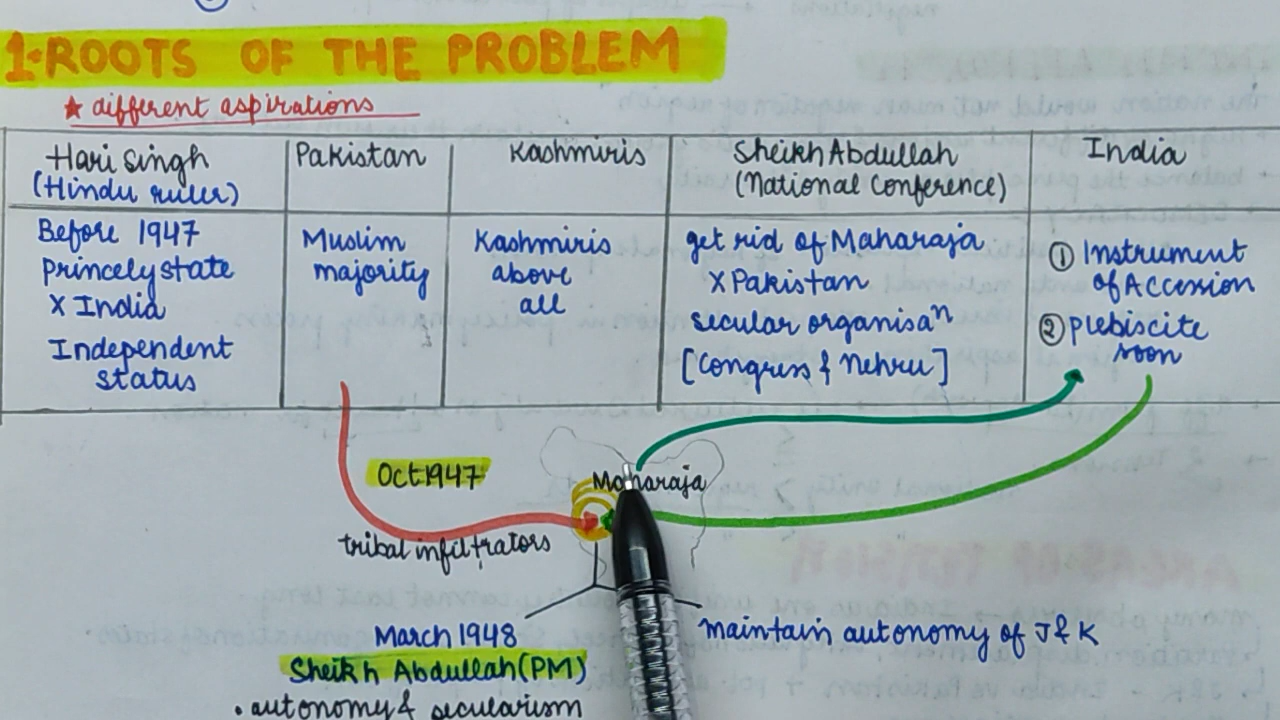 1. ROOTS OF THE PROBLEM
★ different aspirations
Hari Singh
(Hindu ruler)
Pakistan
Kashmiris
Sheikh Abdullah
(National Conference)
India
Before 1947
princely state
X India
Independent
status
Muslim
majority
Kashmiris
above
all
get rid of Maharaja
X Pakistan
secular organisaⁿ
[Congress & Nehru]
① Instrument
of Accession
② Plebiscite
soon
Oct 1947
Maharaja
tribal infiltrators
March 1948
Sheikh Abdullah (PM)
• autonomy & secularism
maintain autonomy of J & K